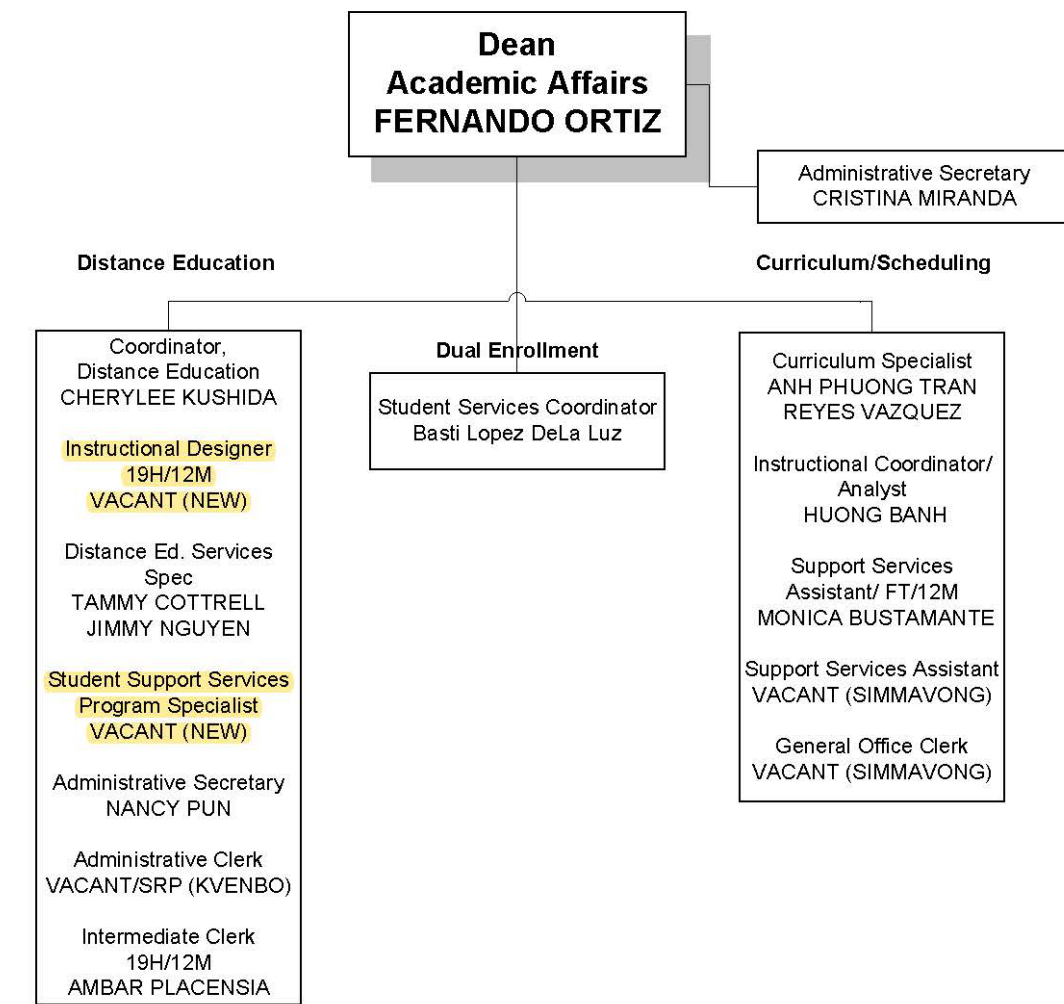 Dean
Academic Affairs
FERNANDO ORTIZ
Administrative Secretary
CRISTINA MIRANDA
Distance Education
Coordinator,
Distance Education
CHERYLEE KUSHIDA
Instructional Designer
19H/12M
VACANT (NEW)
Distance Ed. Services
Spec
TAMMY COTTRELL
JIMMY NGUYEN
Student Support Services
Program Specialist
VACANT (NEW)
Administrative Secretary
NANCY PUN
Administrative Clerk
VACANT/SRP (KVENBO)
Intermediate Clerk
19H/12M
AMBAR PLACENSIA
Dual Enrollment
Student Services Coordinator
Basti Lopez DeLa Luz
Curriculum/Scheduling
Curriculum Specialist
ANH PHUONG TRAN
REYES VAZQUEZ
Instructional Coordinator/
Analyst
HUONG BANH
Support Services
Assistant/ FT/12M
MONICA BUSTAMANTE
Support Services Assistant
VACANT (SIMMAVONG)
General Office Clerk
VACANT (SIMMAVONG)